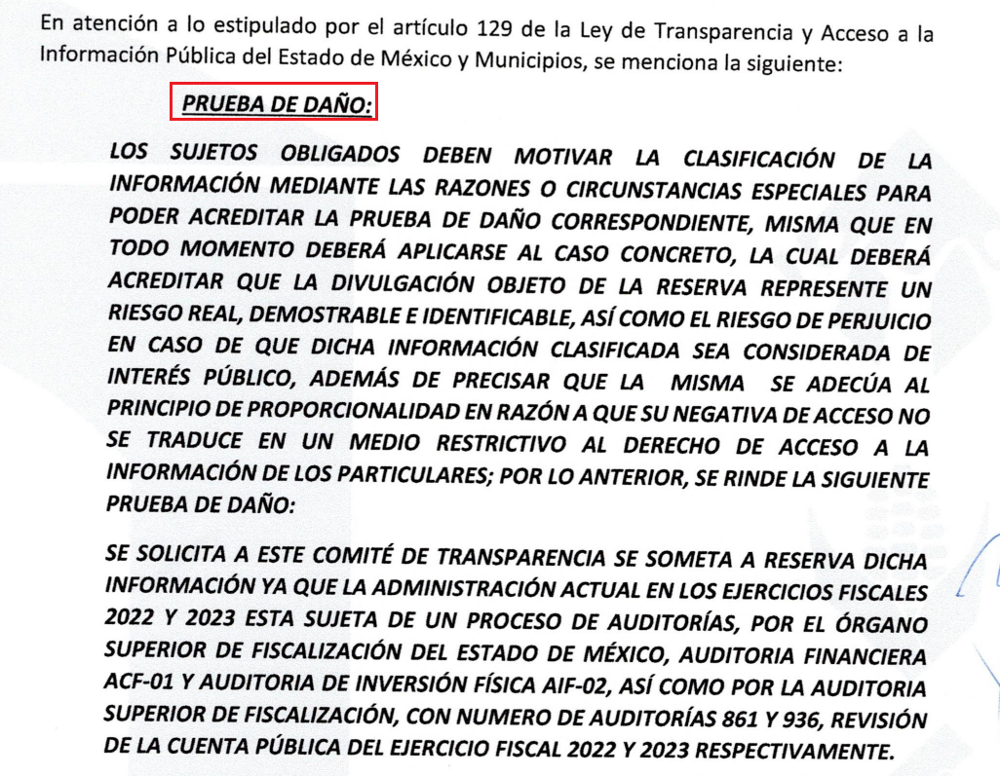 En atención a lo estipulado por el artículo 129 de la Ley de Transparencia y Acceso a la
Información Pública del Estado de México y Municipios, se menciona la siguiente:
PRUEBA DE DAÑO:
LOS SUJETOS OBLIGADOS DEBEN MOTIVAR LA CLASIFICACIÓN DE LA
INFORMACIÓN MEDIANTE LAS RAZONES O CIRCUNSTANCIAS ESPECIALES PARA
PODER ACREDITAR LA PRUEBA DE DAÑO CORRESPONDIENTE, MISMA QUE EN
TODO MOMENTO DEBERÁ APLICARSE AL CASO CONCRETO, LA CUAL DEBERÁ
ACREDITAR QUE LA DIVULGACIÓN OBJETO DE LA RESERVA REPRESENTE UN
RIESGO REAL, DEMOSTRABLE E IDENTIFICABLE, ASÍ COMO EL RIESGO DE PERJUICIO
EN CASO DE QUE DICHA INFORMACIÓN CLASIFICADA SEA CONSIDERADA DE
INTERÉS PÚBLICO, ADEMÁS DE PRECISAR QUE LA MISMA SE ADECÚA AL
PRINCIPIO DE PROPORCIONALIDAD EN RAZÓN A QUE SU NEGATIVA DE ACCESO NO
SE TRADUCE EN UN MEDIO RESTRICTIVO AL DERECHO DE ACCESO A LA
INFORMACIÓN DE LOS PARTICULARES; POR LO ANTERIOR, SE RINDE LA SIGUIENTE
PRUEBA DE DAÑO:
SE SOLICITA A ESTE COMITÉ DE TRANSPARENCIA SE SOMETA A RESERVA DICHA
INFORMACIÓN YA QUE LA ADMINISTRACIÓN ACTUAL EN LOS EJERCICIOS FISCALES
2022 Y 2023 ESTA SUJETA DE UN PROCESO DE AUDITORÍAS, POR EL ÓRGANO
SUPERIOR DE FISCALIZACIÓN DEL ESTADO DE MÉXICO, AUDITORIA FINANCIERA
ACF-01 Y AUDITORIA DE INVERSIÓN FÍSICA AIF-02, ASÍ COMO POR LA AUDITORIA
SUPERIOR DE FISCALIZACIÓN, CON NUMERO DE AUDITORÍAS 861 Y 936, REVISIÓN
DE LA CUENTA PÚBLICA DEL EJERCICIO FISCAL 2022 Y 2023 RESPECTIVAMENTE.